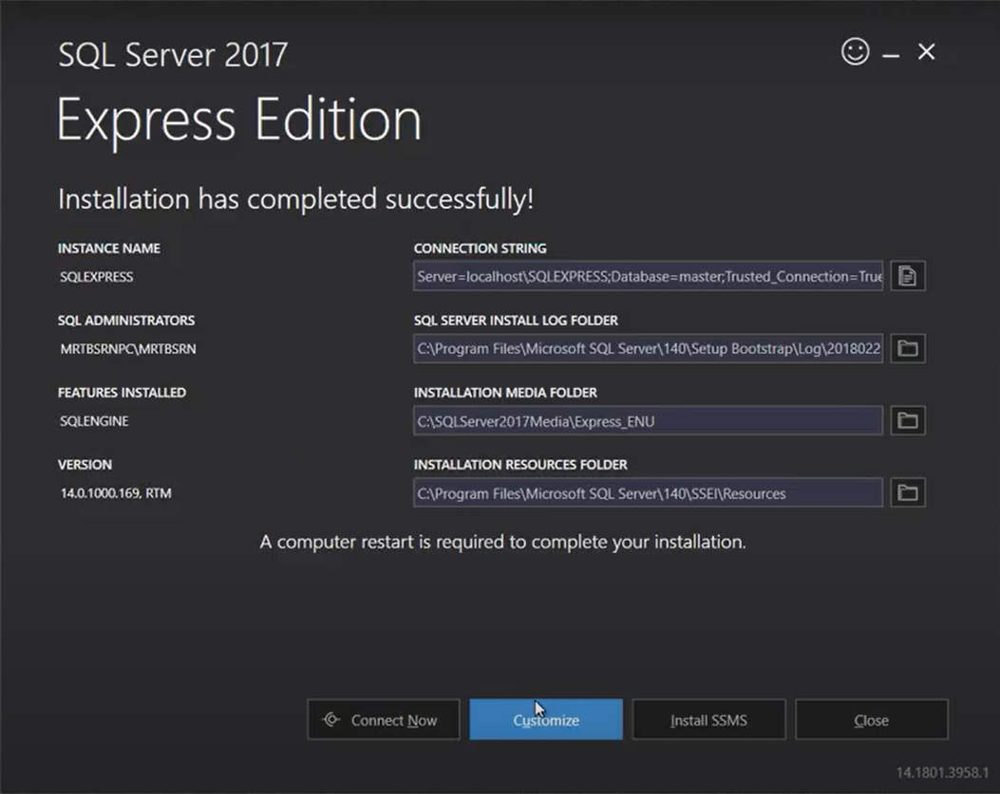 SQL Server 2017
Express Edition
Installation has completed successfully!
INSTANCE NAME
SQLEXPRESS
CONNECTION STRING
Server=localhost\SQLEXPRESS;Database=master;Trusted_Connection=True
SQL ADMINISTRATORS
MRTBSRNPC\MRTBSRN
SQL SERVER INSTALL LOG FOLDER
C:\Program Files\Microsoft SQL Server\140\Setup Bootstrap\Log\2018022
FEATURES INSTALLED
SQLENGINE
INSTALLATION MEDIA FOLDER
C:\SQLServer2017Media\Express_ENU
VERSION
14.0.1000.169, RTM
INSTALLATION RESOURCES FOLDER
C:\Program Files\Microsoft SQL Server\140\SSEI\Resources
A computer restart is required to complete your installation.
Connect Now
Customize
Install SSMS
Close
14.1801.3958.1